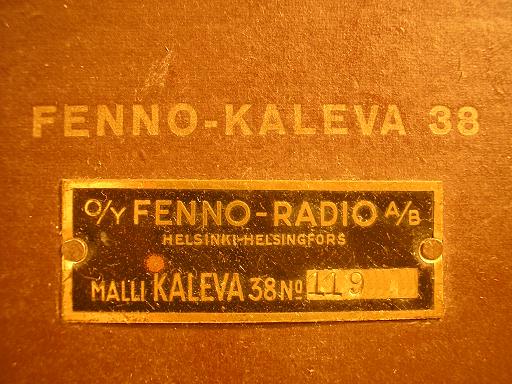 FENNO-KALEVA 38
O/Y FENNO-RADIO A/B
HELSINKI-HELSINGFORS
MALLI KALEVA 38 No 119